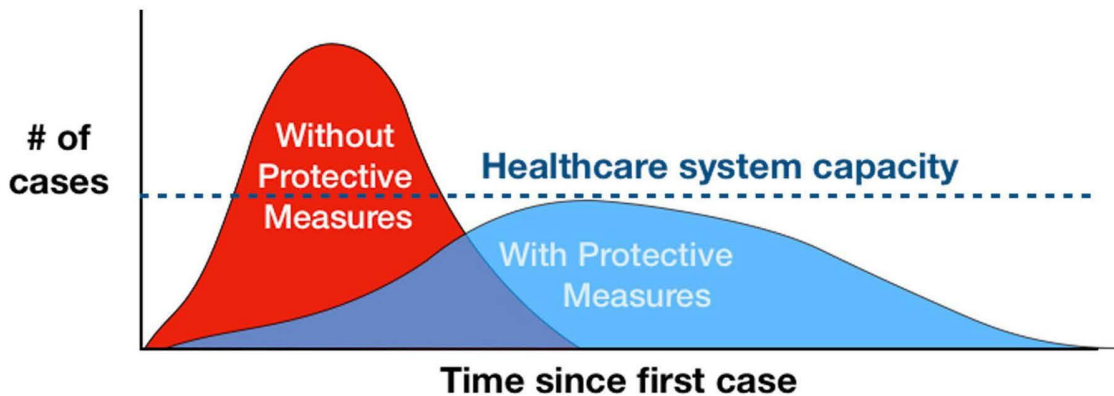 # of
cases
Without
Protective
Measures
Healthcare system capacity
With Protective
Measures
Time since first case